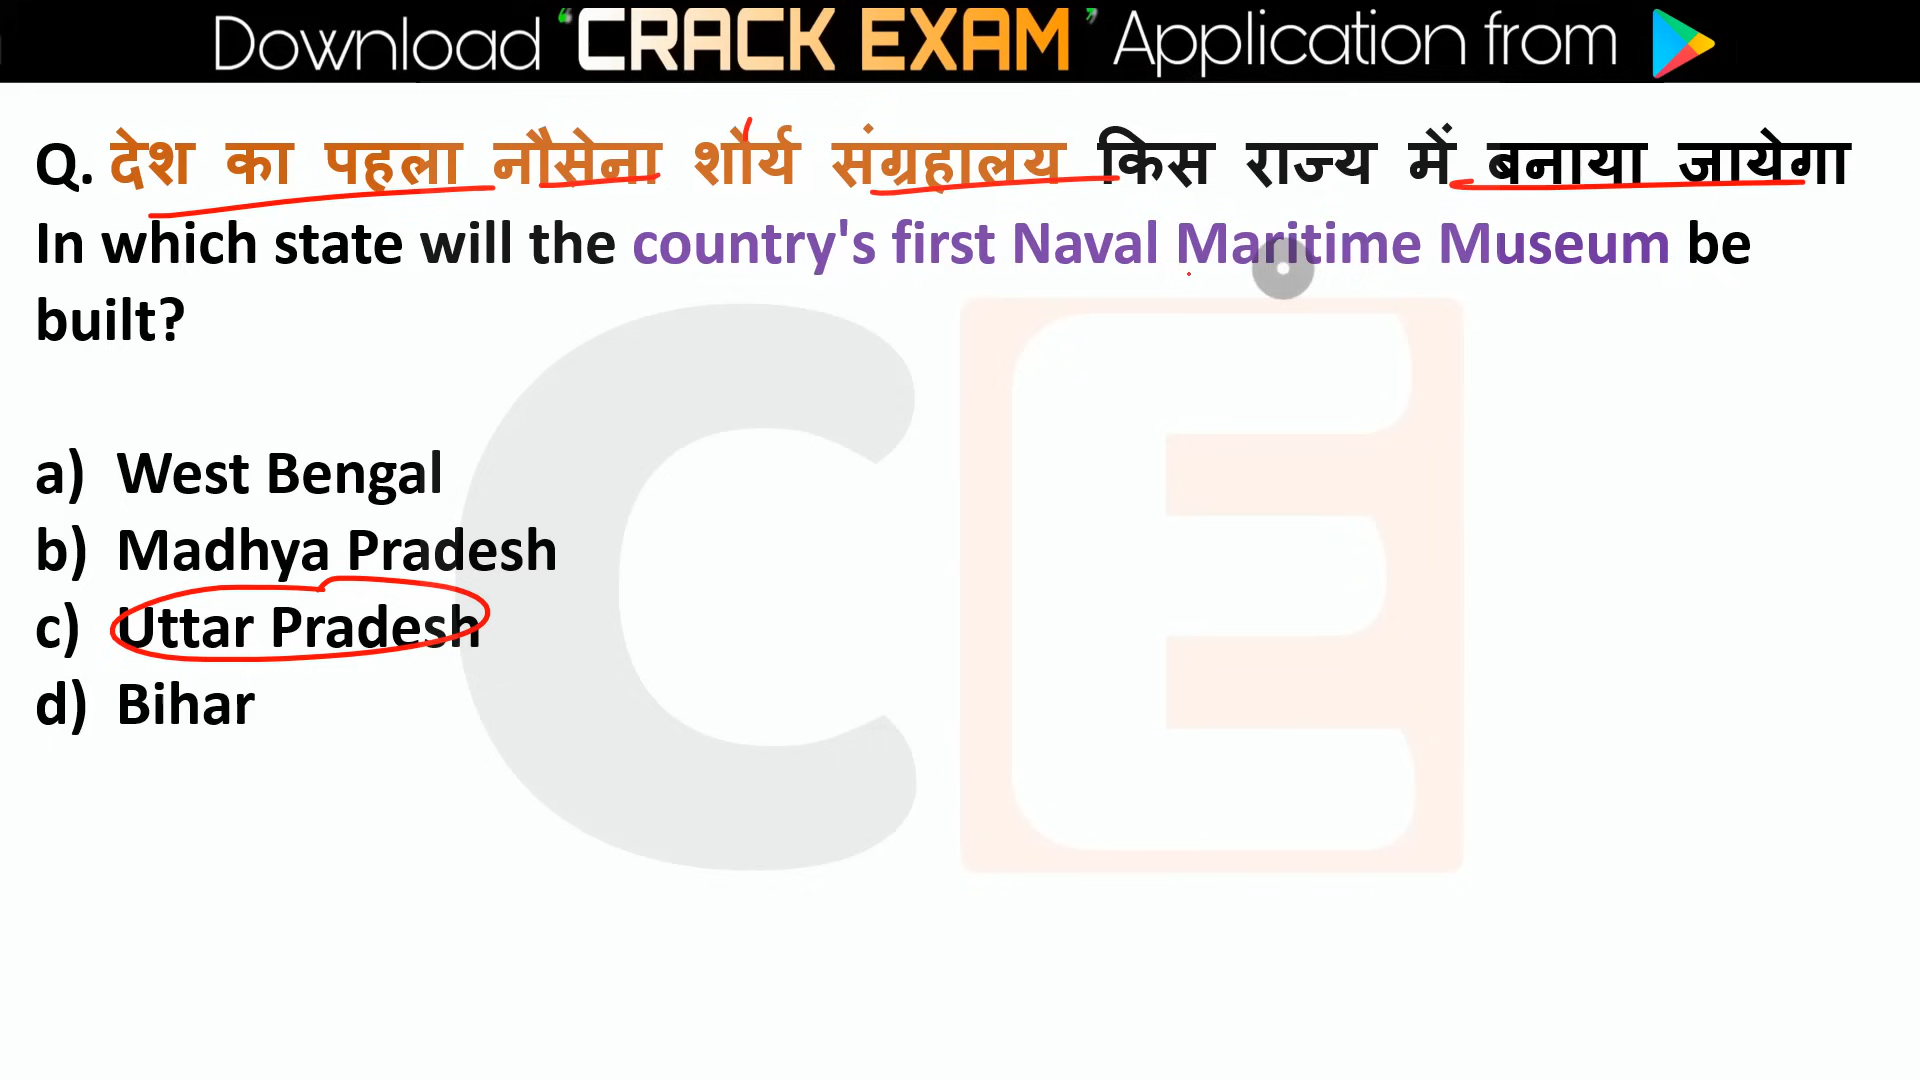 Download ‘CRACK EXAM’ Application from
Q. देश का पहला नौसेना शौर्य संग्रहालय किस राज्य में बनाया जायेगा
In which state will the country's first Naval Maritime Museum be
built?
a) West Bengal
b) Madhya Pradesh
c) Uttar Pradesh
d) Bihar
CE